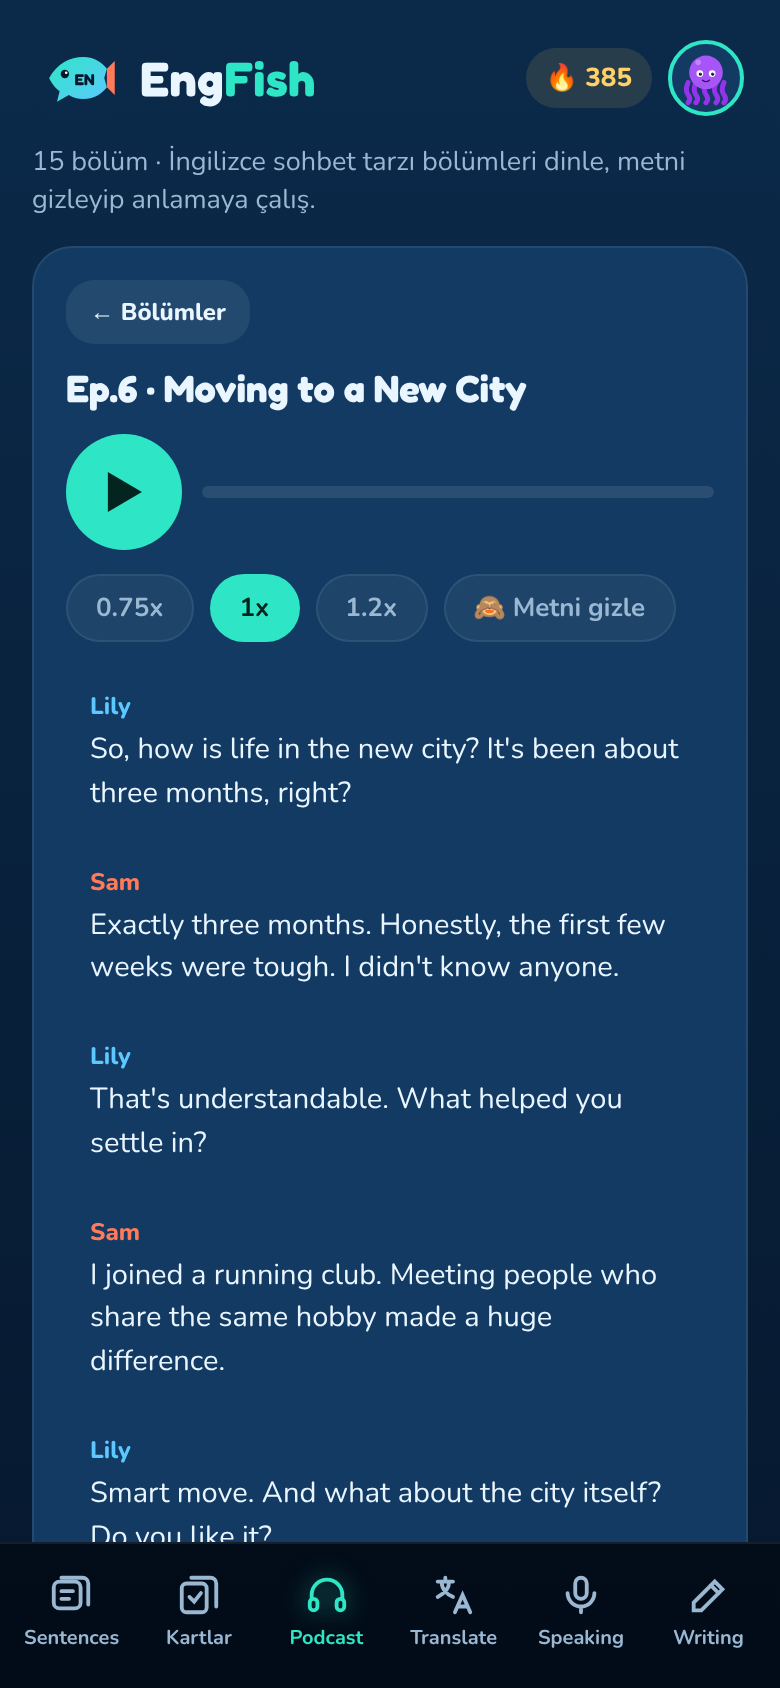 EN EngFish
🔥 385
15 bölüm · İngilizce sohbet tarzı bölümleri dinle, metni
gizleyip anlamaya çalış.
← Bölümler
Ep.6 · Moving to a New City
0.75x
1x
1.2x
🙈 Metni gizle
Lily
So, how is life in the new city? It's been about
three months, right?
Sam
Exactly three months. Honestly, the first few
weeks were tough. I didn't know anyone.
Lily
That's understandable. What helped you
settle in?
Sam
I joined a running club. Meeting people who
share the same hobby made a huge
difference.
Lily
Smart move. And what about the city itself?
Do you like it?
Sentences
Kartlar
Podcast
Translate
Speaking
Writing